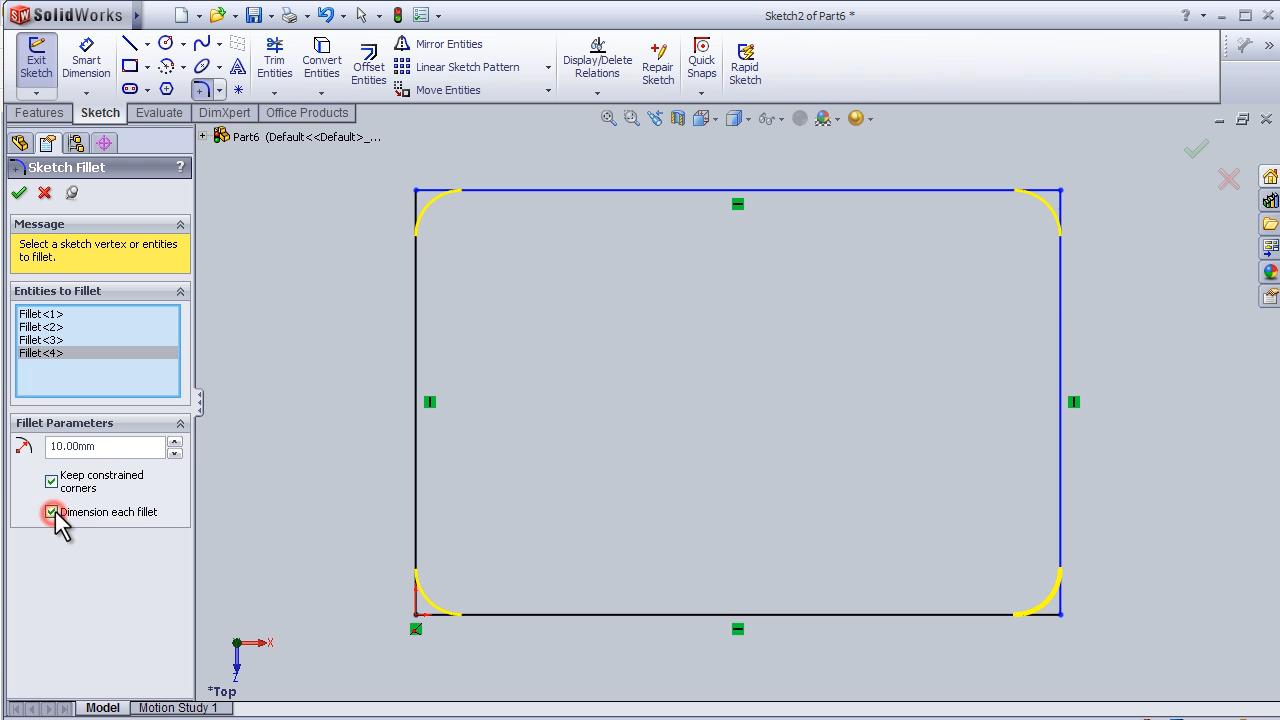 SolidWorks
Sketch2 of Part6 *
Exit Sketch
Smart Dimension
Trim Entities
Convert Entities
Offset Entities
Mirror Entities
Linear Sketch Pattern
Move Entities
Display/Delete Relations
Repair Sketch
Quick Snaps
Rapid Sketch
Features
Sketch
Evaluate
DimXpert
Office Products
Part6 (Default<<Default>_...
Sketch Fillet
?
Message
Select a sketch vertex or entities
to fillet.
Entities to Fillet
Fillet<1>
Fillet<2>
Fillet<3>
Fillet<4>
Fillet Parameters
10.00mm
Keep constrained
corners
Dimension each fillet
X
Z
*Top
Model
Motion Study 1